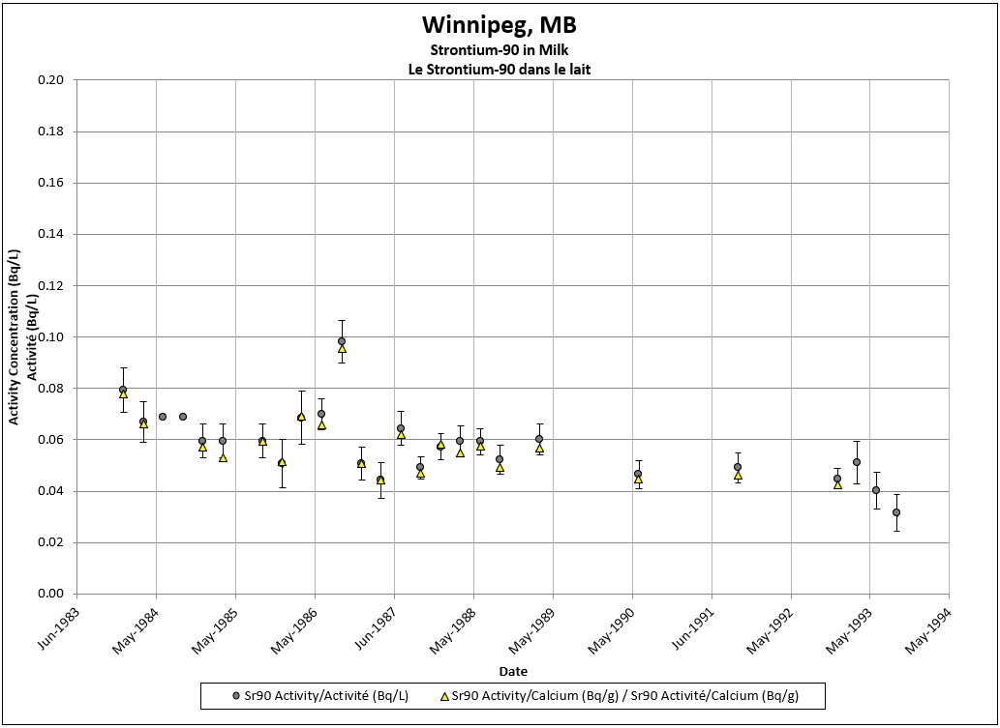 Winnipeg, MB
Strontium-90 in Milk
Le Strontium-90 dans le lait
Activity Concentration (Bq/L)
Activité (Bq/L)
0.20
0.18
0.16
0.14
0.12
0.10
0.08
0.06
0.04
0.02
0.00
Jun-1983
May-1984
May-1985
May-1986
Jun-1987
May-1988
May-1989
May-1990
Jun-1991
May-1992
May-1993
May-1994
Date
Sr90 Activity/Activité (Bq/L)
Sr90 Activity/Calcium (Bq/g) / Sr90 Activité/Calcium (Bq/g)